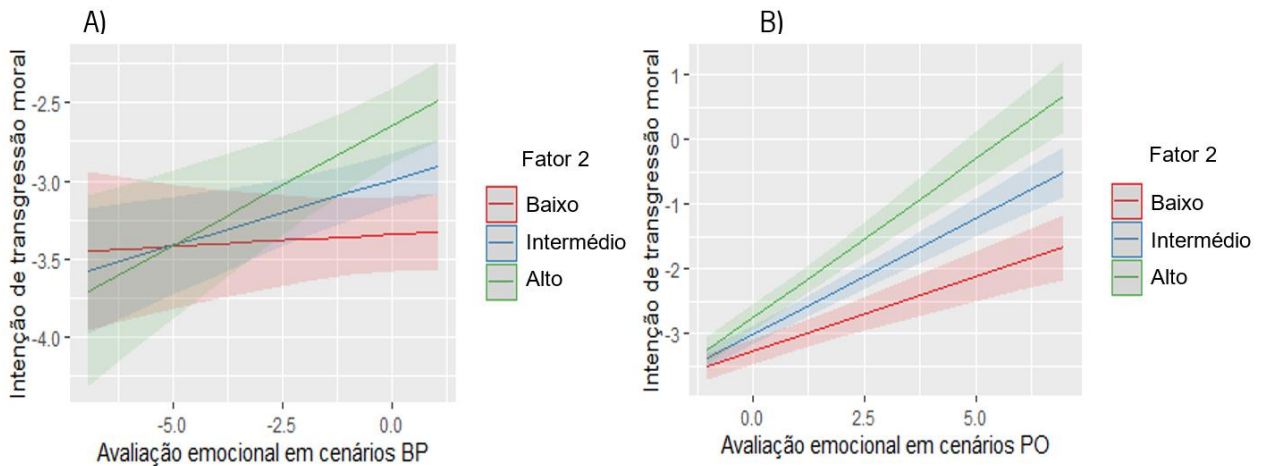 A)
Intenção de transgressão moral
-2.5
-3.0
-3.5
-4.0
-5.0 -2.5 0.0
Avaliação emocional em cenários BP
Fator 2
Baixo
Intermédio
Alto
B)
Intenção de transgressão moral
1
0
-1
-2
-3
0.0 2.5 5.0
Avaliação emocional em cenários PO
Fator 2
Baixo
Intermédio
Alto